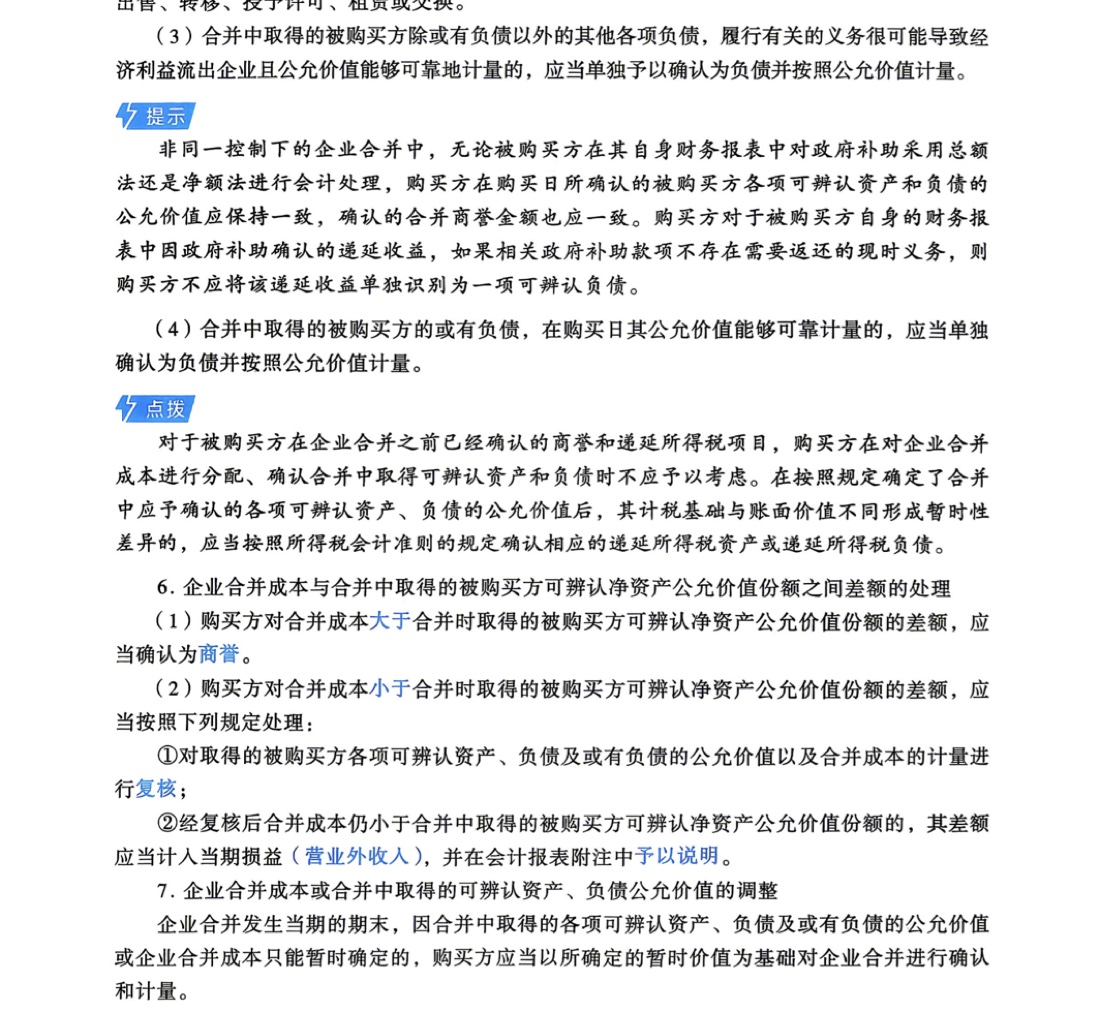 出售、转移、授予许可、租赁或交换。
（3）合并中取得的被购买方除或有负债以外的其他各项负债，履行有关的义务很可能导致经
济利益流出企业且公允价值能够可靠地计量的，应当单独予以确认为负债并按照公允价值计量。
提示
非同一控制下的企业合并中，无论被购买方在其自身财务报表中对政府补助采用总额
法还是净额法进行会计处理，购买方在购买日所确认的被购买方各项可辨认资产和负债的
公允价值应保持一致，确认的合并商誉金额也应一致。购买方对于被购买方自身的财务报
表中因政府补助确认的递延收益，如果相关政府补助款项不存在需要返还的现时义务，则
购买方不应将该递延收益单独识别为一项可辨认负债。
（4）合并中取得的被购买方的或有负债，在购买日其公允价值能够可靠计量的，应当单独
确认为负债并按照公允价值计量。
点拨
对于被购买方在企业合并之前已经确认的商誉和递延所得税项目，购买方在对企业合并
成本进行分配、确认合并中取得可辨认资产和负债时不应予以考虑。在按照规定确定了合并
中应予确认的各项可辨认资产、负债的公允价值后，其计税基础与账面价值不同形成暂时性
差异的，应当按照所得税会计准则的规定确认相应的递延所得税资产或递延所得税负债。
6. 企业合并成本与合并中取得的被购买方可辨认净资产公允价值份额之间差额的处理
（1）购买方对合并成本大于合并时取得的被购买方可辨认净资产公允价值份额的差额，应
当确认为商誉。
（2）购买方对合并成本小于合并时取得的被购买方可辨认净资产公允价值份额的差额，应
当按照下列规定处理：
①对取得的被购买方各项可辨认资产、负债及或有负债的公允价值以及合并成本的计量进
行复核；
②经复核后合并成本仍小于合并中取得的被购买方可辨认净资产公允价值份额的，其差额
应当计入当期损益（营业外收入），并在会计报表附注中予以说明。
7. 企业合并成本或合并中取得的可辨认资产、负债公允价值的调整
企业合并发生当期的期末，因合并中取得的各项可辨认资产、负债及或有负债的公允价值
或企业合并成本只能暂时确定的，购买方应当以所确定的暂时价值为基础对企业合并进行确认
和计量。